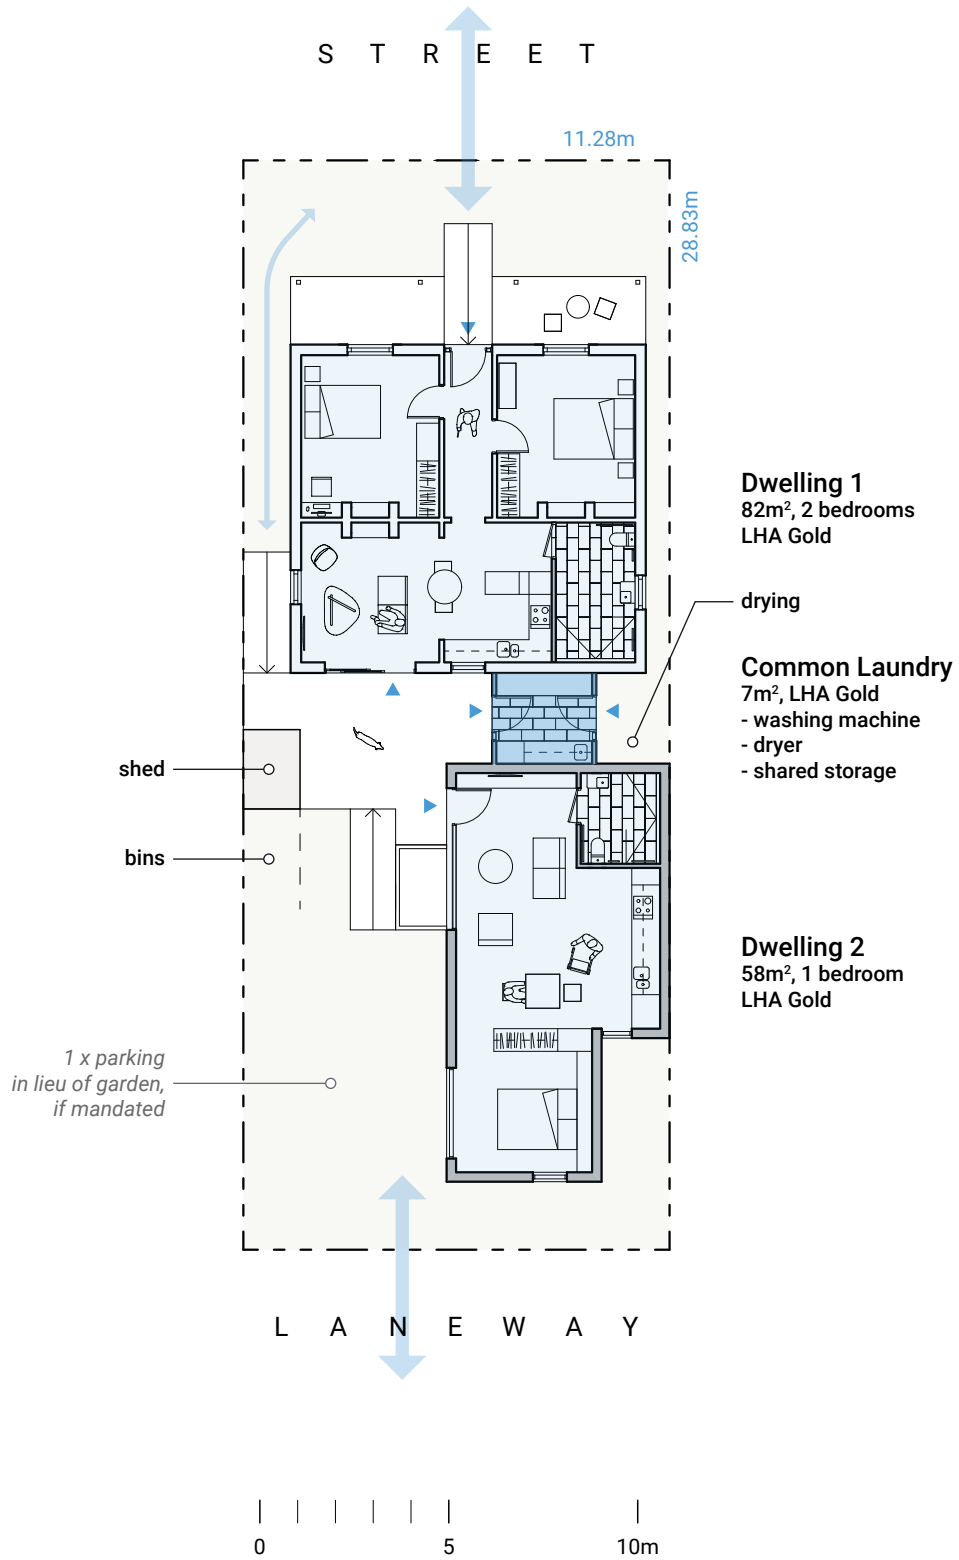 STREET
11.28m
28.83m
Dwelling 1
82m², 2 bedrooms
LHA Gold
drying
Common Laundry
7m², LHA Gold
- washing machine
- dryer
- shared storage
shed
bins
Dwelling 2
58m², 1 bedroom
LHA Gold
1 x parking
in lieu of garden,
if mandated
LANEWAY
0 5 10m